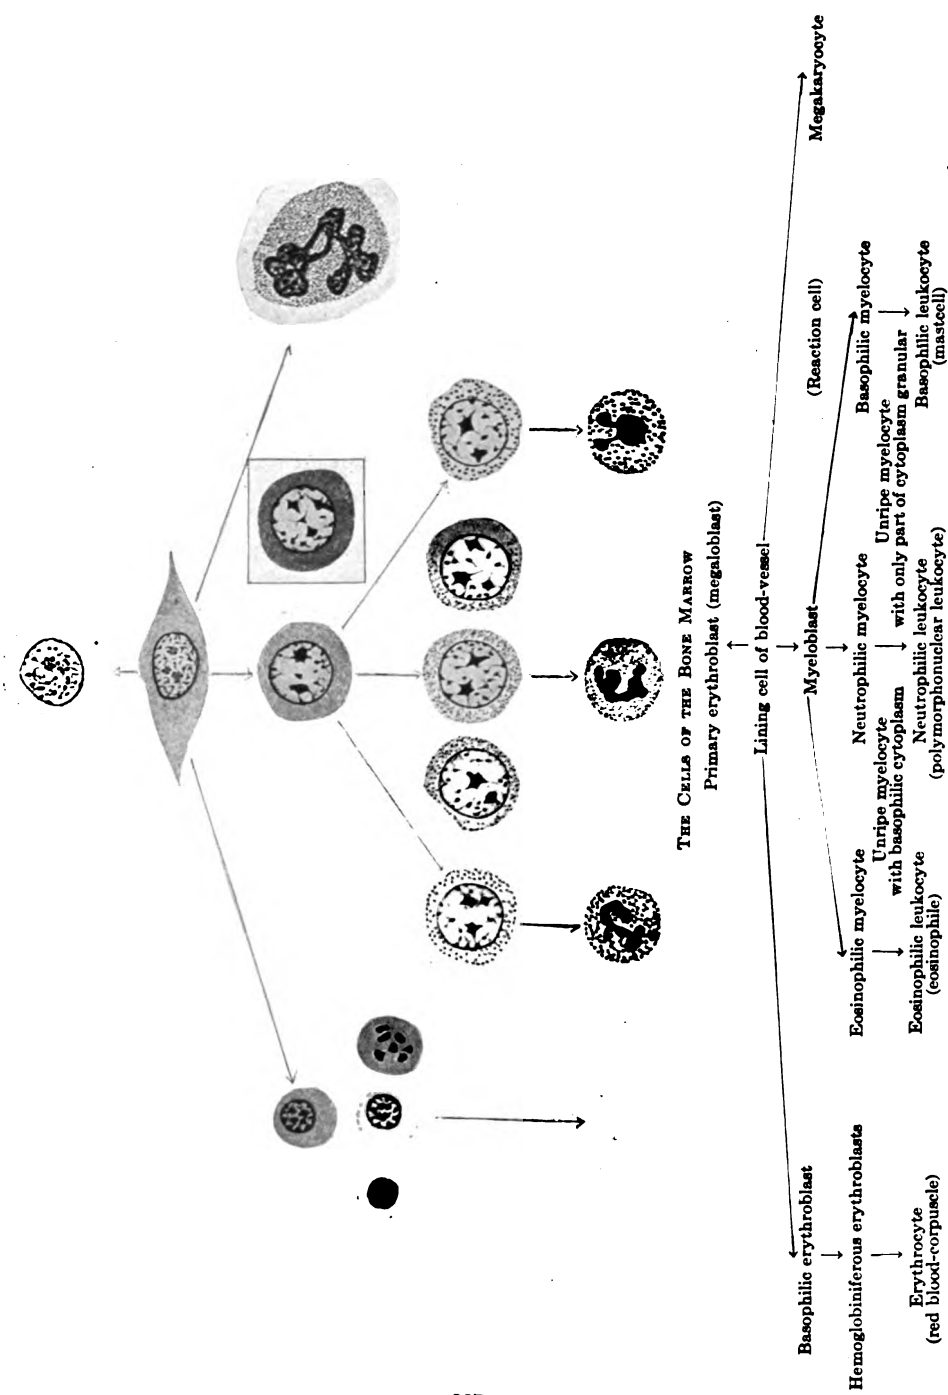 THE CELLS OF THE BONE MARROW
Primary erythroblast (megaloblast)
Lining cell of blood-vessel
Basophilic erythroblast
Myeloblast
(Reaction cell)
Megakaryocyte
Hemoglobiniferous erythroblasts
Eosinophilic myelocyte
Neutrophilic myelocyte
Basophilic myelocyte
Unripe myelocyte
with basophilic cytoplasm
Unripe myelocyte
with only part of cytoplasm granular
Erythrocyte
(red blood-corpuscle)
Eosinophilic leukocyte
(eosinophile)
Neutrophilic leukocyte
(polymorphonuclear leukocyte)
Basophilic leukocyte
(mastcell)